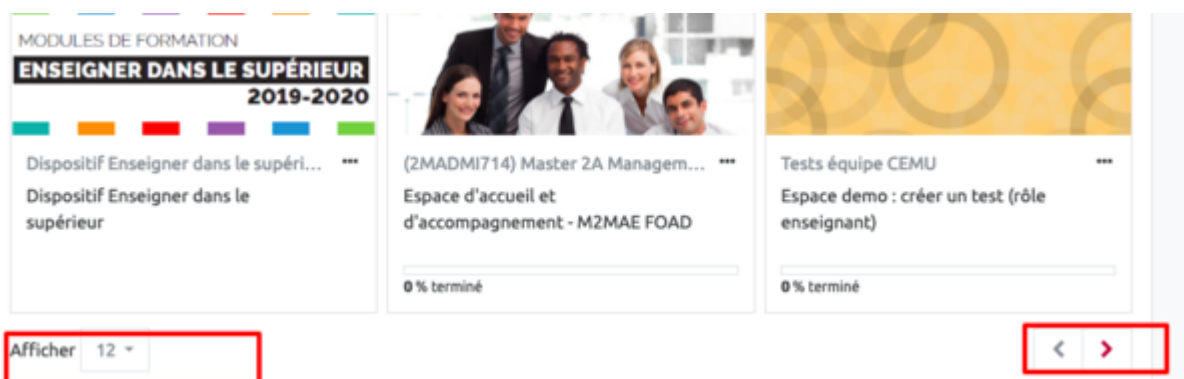 MODULES DE FORMATION
ENSEIGNER DANS LE SUPÉRIEUR
2019-2020
Dispositif Enseigner dans le supéri... ...
Dispositif Enseigner dans le
supérieur
(2MADMI714) Master 2A Managem... ...
Espace d'accueil et
d'accompagnement - M2MAE FOAD
0 % terminé
Tests équipe CEMU ...
Espace demo : créer un test (rôle
enseignant)
0 % terminé
Afficher 12